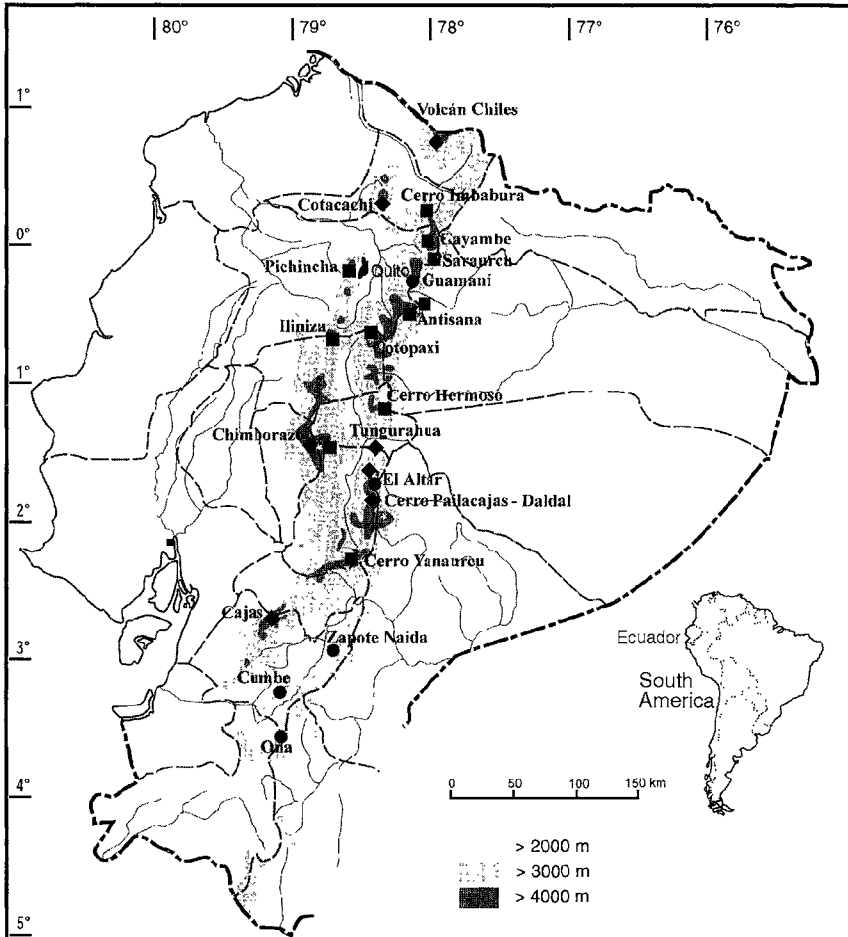 80° 79° 78° 77° 76°
1°
Volcán Chiles
Cotacachi
Cerro Imbabura
0°
Cayambe
Saraurcu
Pichincha
Quito
Guamaní
Iliniza
Antisana
Cotopaxi
1°
Cerro Hermoso
Chimborazo
Tungurahua
El Altar
Cerro Pailacajas - Daldal
2°
Cerro Yanaurcu
Cajas
Zapote Naida
Ecuador
3°
Cumbe
South
America
Oña
4°
0 50 100 150 km
> 2000 m
> 3000 m
> 4000 m
5°